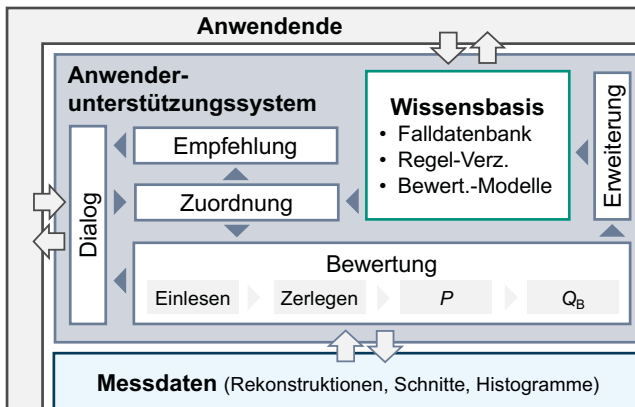 Anwendende
Anwender-
unterstützungssystem
Wissensbasis
• Falldatenbank
• Regel-Verz.
• Bewert.-Modelle
Erweiterung
Empfehlung
Zuordnung
Dialog
Bewertung
Einlesen
Zerlegen
P
Q_B
Messdaten (Rekonstruktionen, Schnitte, Histogramme)